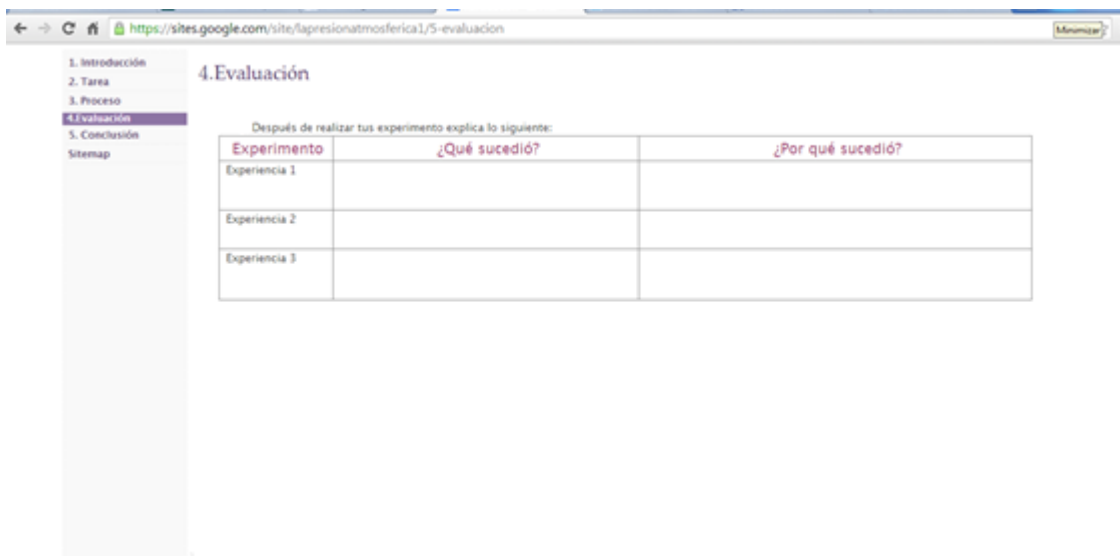 https://sites.google.com/site/lapresionatmosferica1/5-evaluacion
Minimizar
1. Introducción
2. Tarea
3. Proceso
4.Evaluación
5. Conclusión
Sitemap
4.Evaluación
Después de realizar tus experimento explica lo siguiente:
Experimento ¿Qué sucedió? ¿Por qué sucedió?
Experiencia 1
Experiencia 2
Experiencia 3